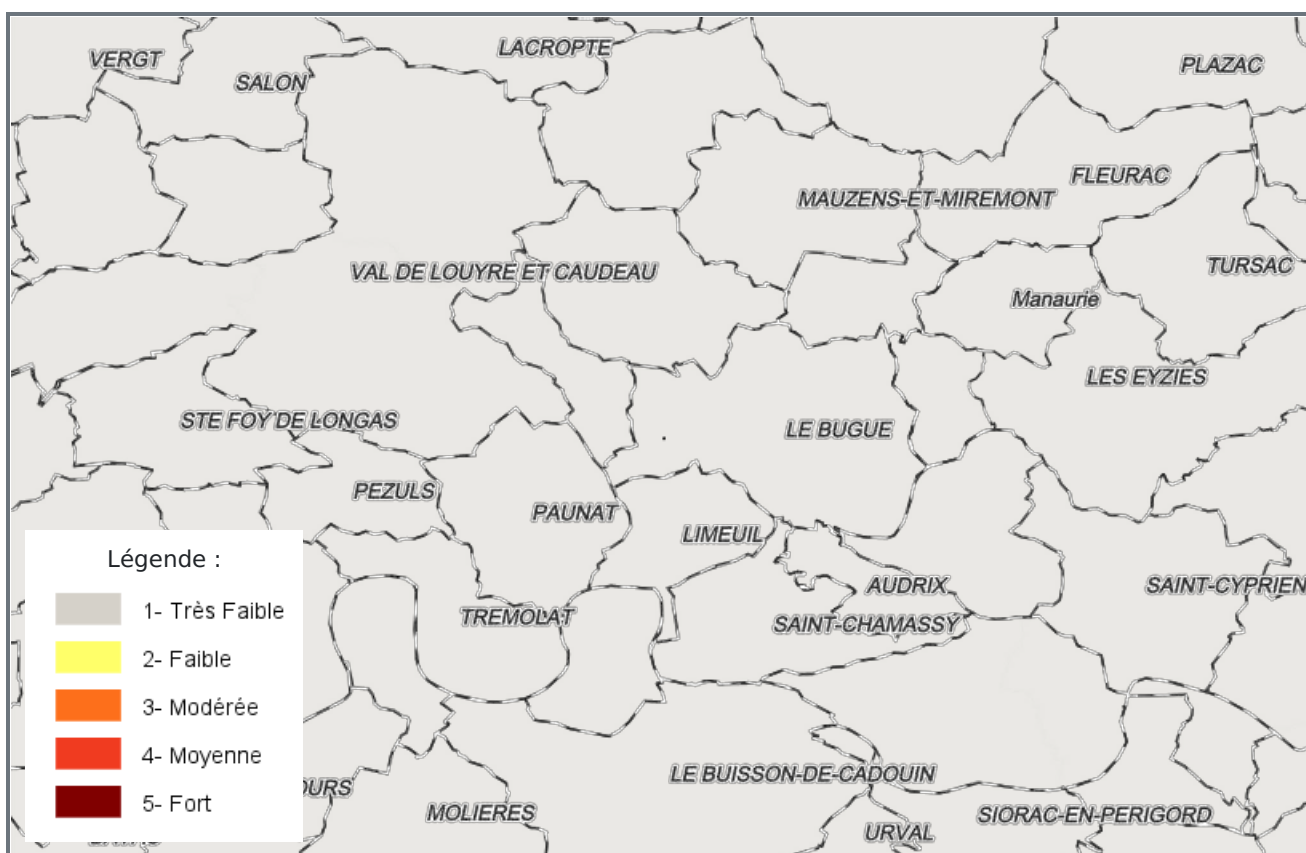 LACROPTE
VERGT
PLAZAC
SALON
FLEURAC
MAUZENS-ET-MIREMONT
TURSAC
VAL DE LOUYRE ET CAUDEAU
Manaurie
LES EYZIES
STE FOY DE LONGAS
LE BUGUE
PEZULS
PAUNAT
LIMEUIL
AUDRIX
SAINT-CYPRIEN
TREMOLAT
SAINT-CHAMASSY
Légende :
1- Très Faible
2- Faible
3- Modérée
4- Moyenne
5- Fort
LE BUISSON-DE-CADOUIN
OURS
MOLIERES
SIORAC-EN-PERIGORD
URVAL